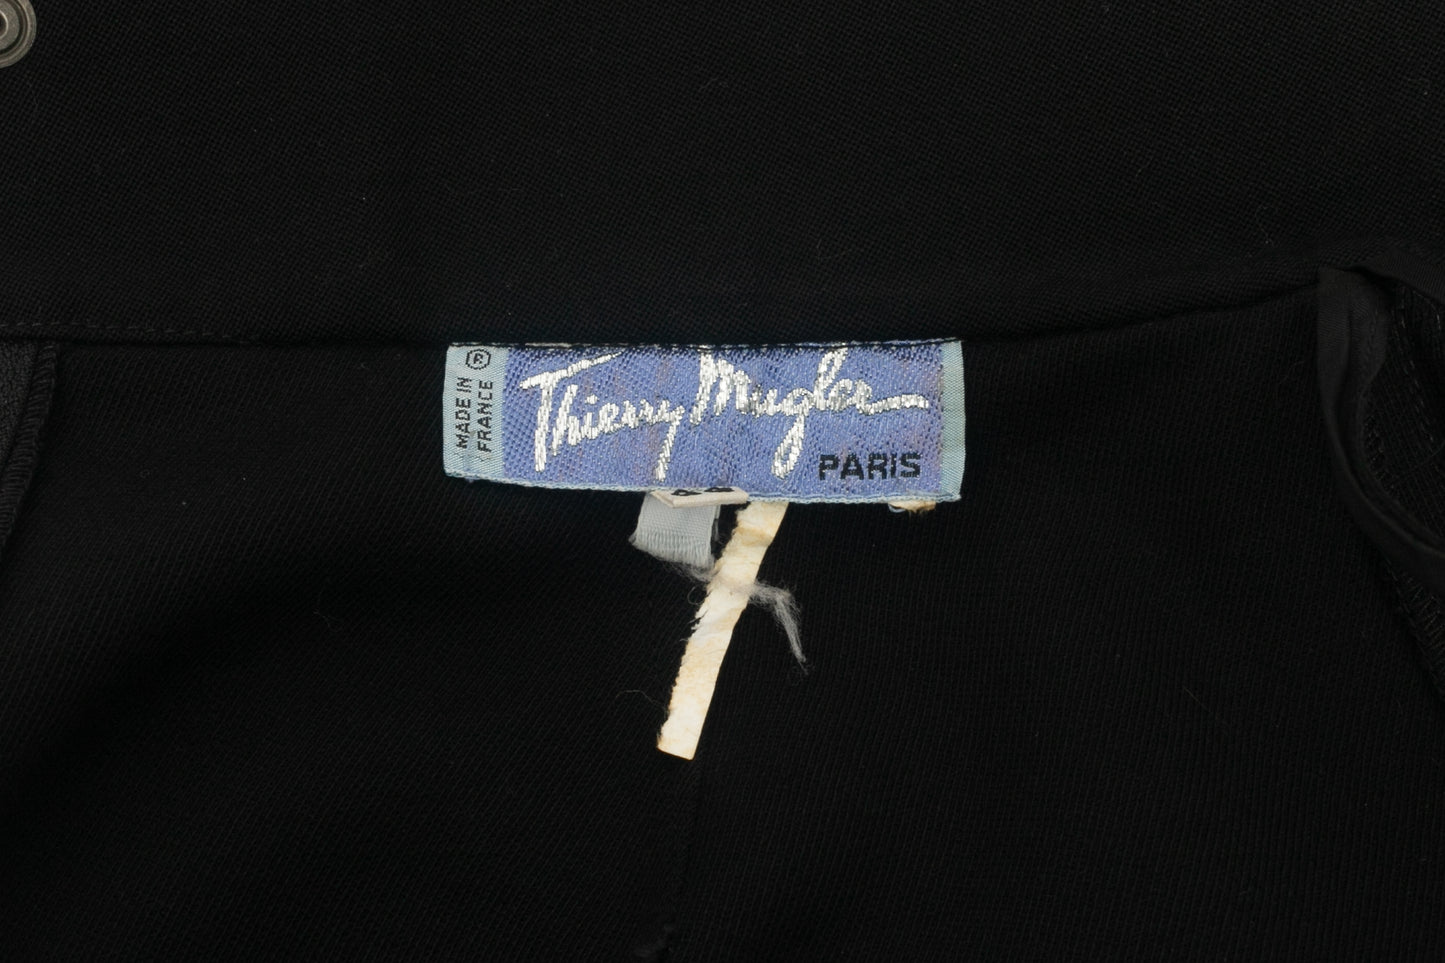 MADE IN
FRANCE ®
Thierry Mugler
PARIS